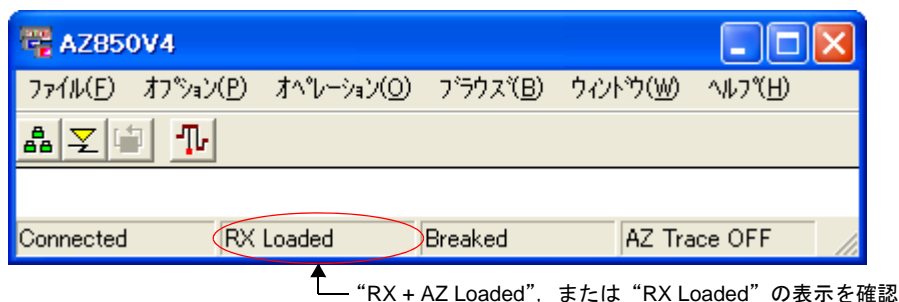 AZ850V4
ファイル(F) オプション(P) オペレーション(O) ブラウズ(B) ウィンドウ(W) ヘルプ(H)
Connected RX Loaded Breaked AZ Trace OFF
“RX + AZ Loaded”, または“RX Loaded”の表示を確認